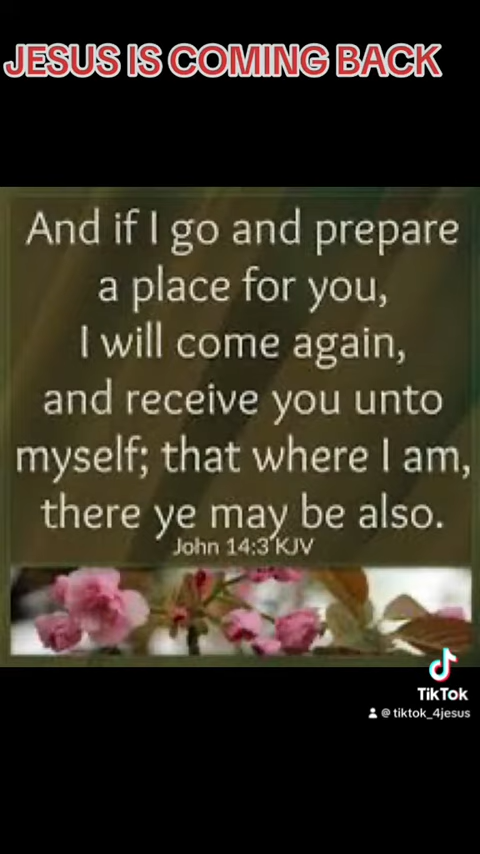 JESUS IS COMING BACK
And if I go and prepare
a place for you,
I will come again,
and receive you unto
myself; that where I am,
there ye may be also.
John 14:3 KJV
TikTok
@ tiktok_4jesus